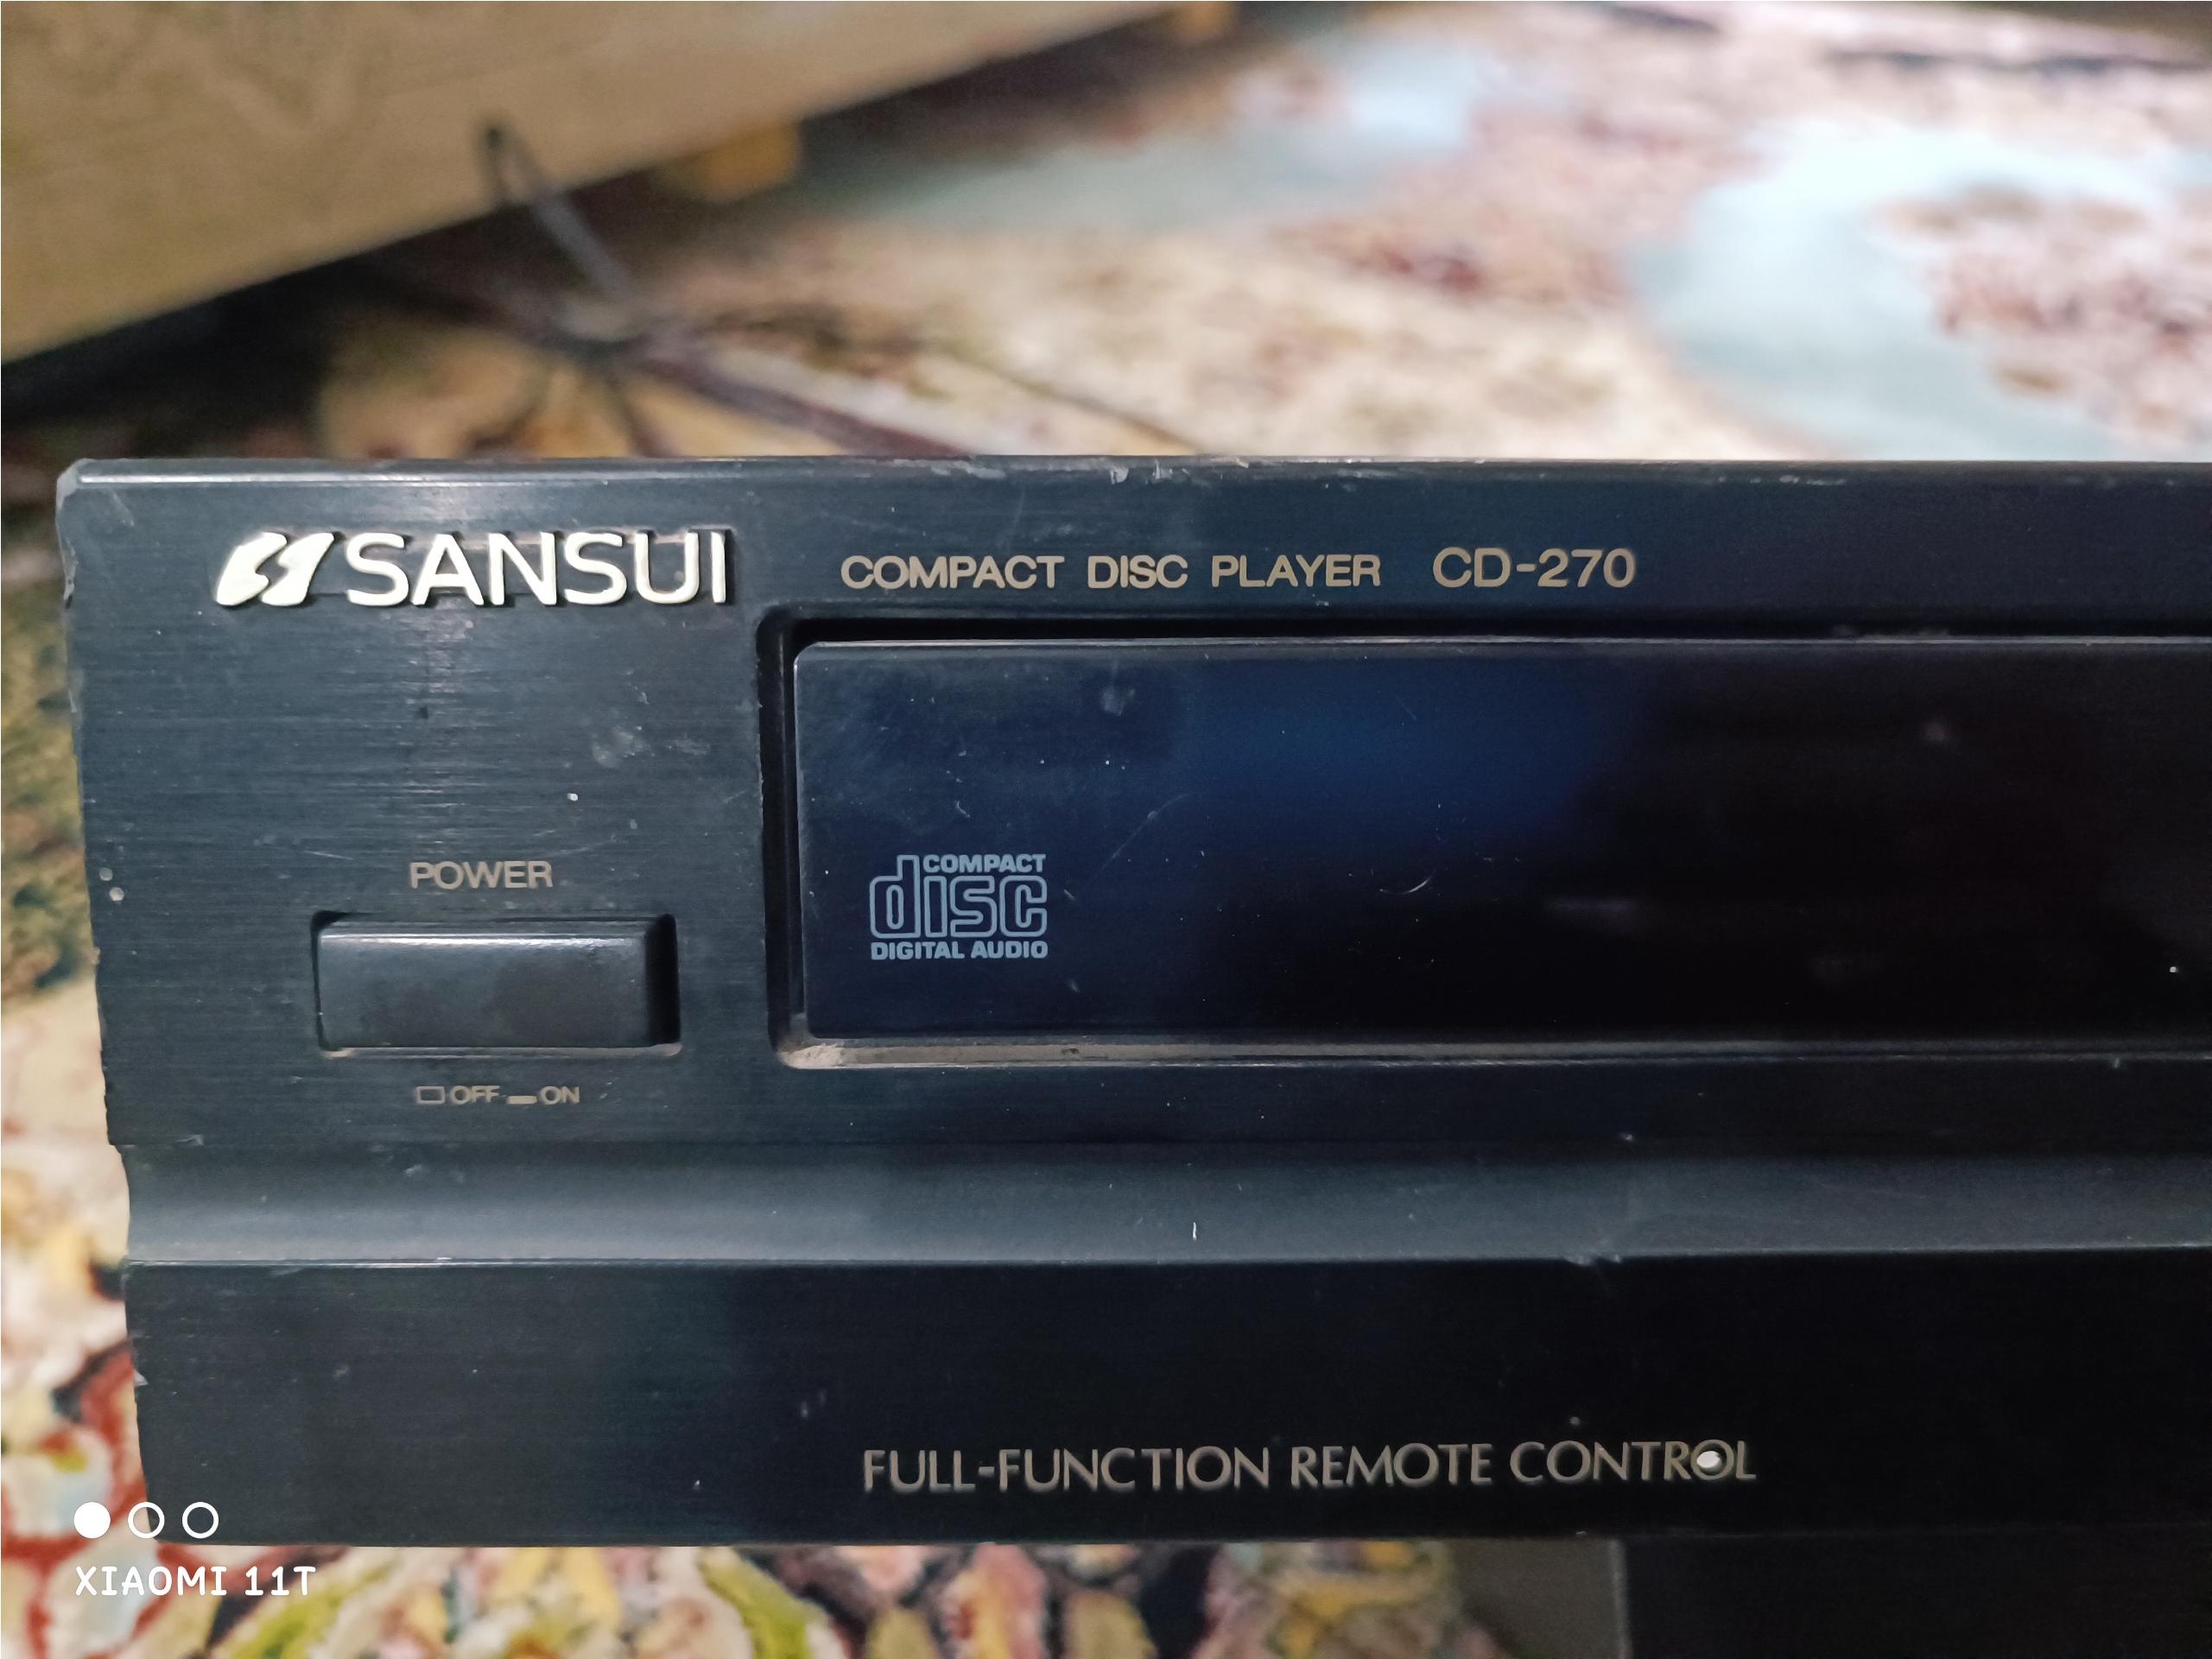 SANSUI
COMPACT DISC PLAYER CD-270
POWER
COMPACT
disc
DIGITAL AUDIO
OFF ON
FULL-FUNCTION REMOTE CONTROL
XIAOMI 11T